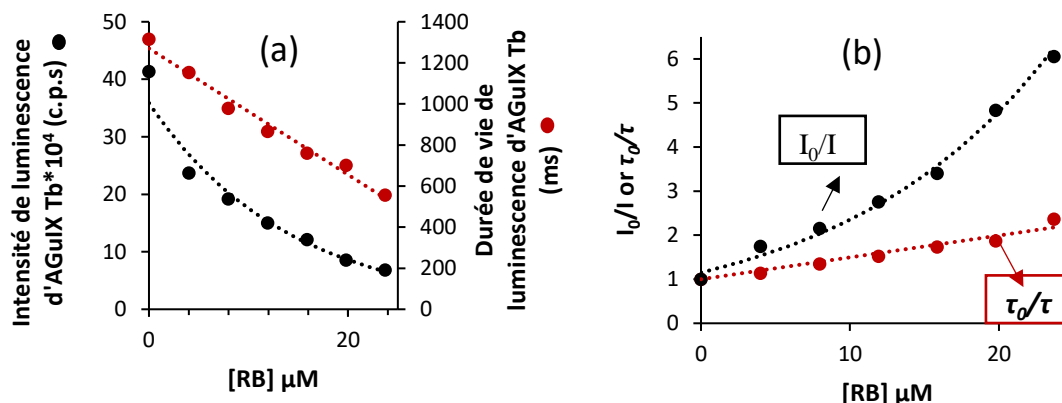 Intensité de luminescence
d'AGuIX Tb*10⁴ (c.p.s)
50
40
30
20
10
0
(a)
1400
1200
1000
800
600
400
200
0
Durée de vie de
luminescence d'AGuIX Tb
(ms)
0
20
[RB] µM
I₀/I or τ₀/τ
6
5
4
3
2
1
0
(b)
I₀/I
τ₀/τ
0
10
20
[RB] µM